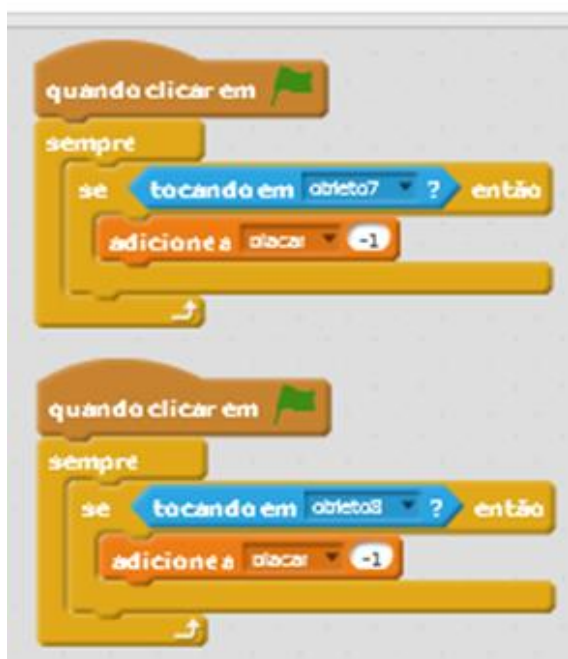 quando clicar em
sempre
se tocando em objeto7 ? então
adicione a placar -1
quando clicar em
sempre
se tocando em objeto8 ? então
adicione a placar -1